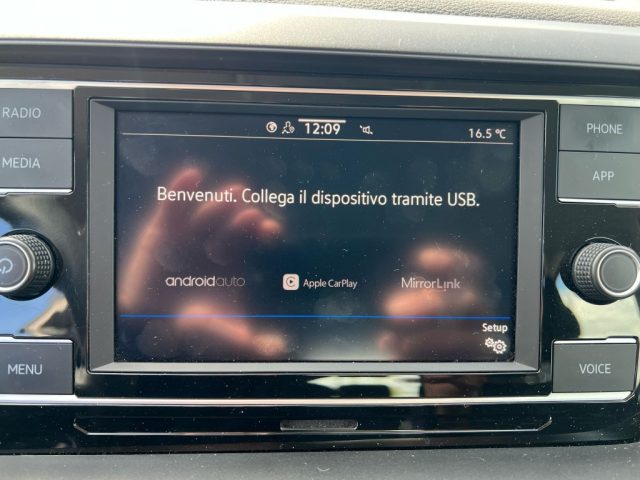 RADIO
MEDIA
MENU
12:09
16.5 °C
Benvenuti. Collega il dispositivo tramite USB.
androidauto
Apple CarPlay
MirrorLink
Setup
PHONE
APP
VOICE